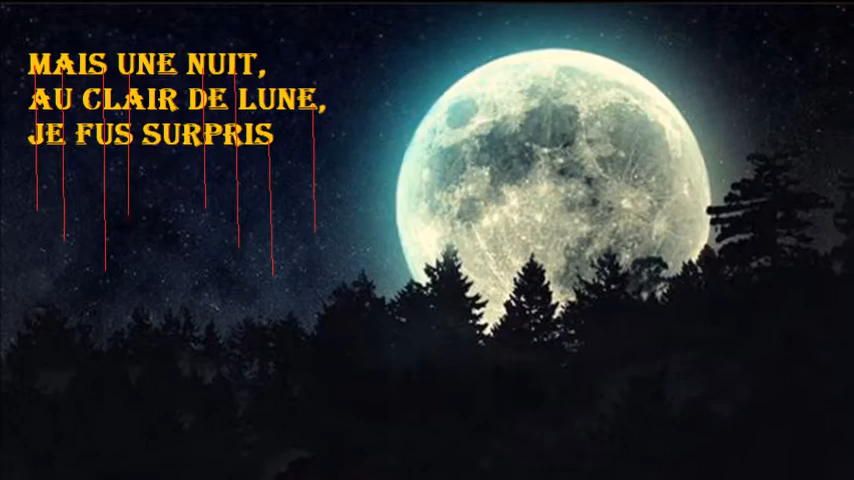 MAIS UNE NUIT,
AU CLAIR DE LUNE,
JE FUS SURPRIS